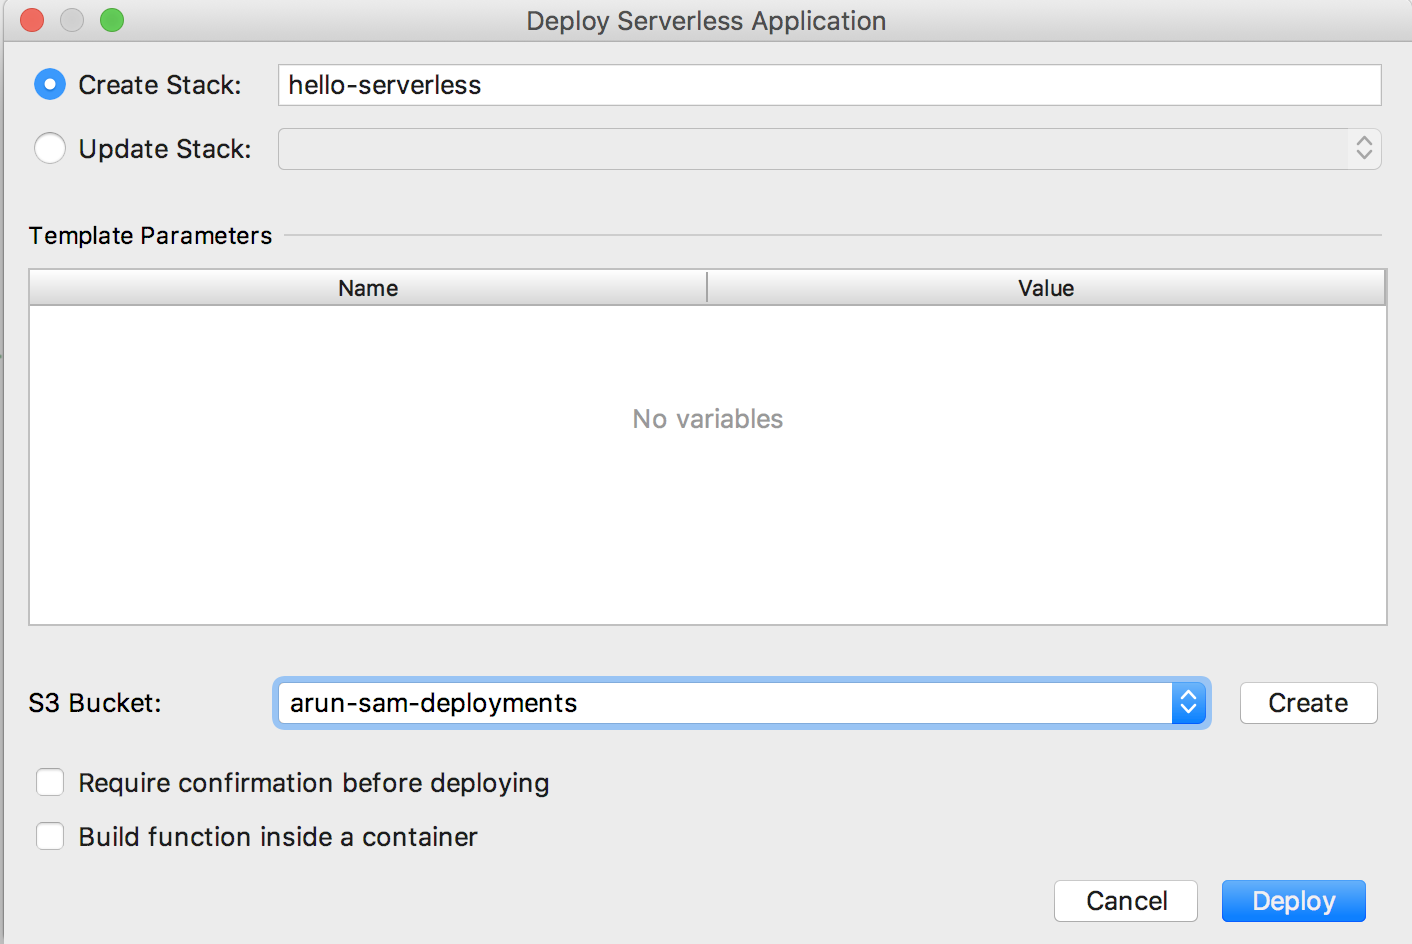 Deploy Serverless Application
Create Stack: hello-serverless
Update Stack:
Template Parameters
Name Value
No variables
S3 Bucket: arun-sam-deployments Create
Require confirmation before deploying
Build function inside a container
Cancel Deploy